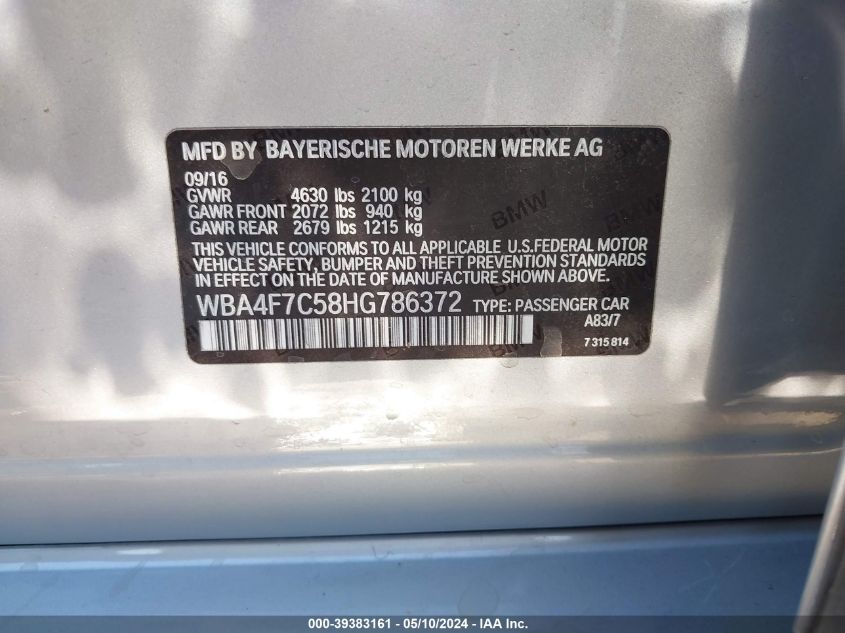 MFD BY BAYERISCHE MOTOREN WERKE AG
09/16
GVWR 4630 lbs 2100 kg
GAWR FRONT 2072 lbs 940 kg
GAWR REAR 2679 lbs 1215 kg
THIS VEHICLE CONFORMS TO ALL APPLICABLE U.S.FEDERAL MOTOR
VEHICLE SAFETY, BUMPER AND THEFT PREVENTION STANDARDS
IN EFFECT ON THE DATE OF MANUFACTURE SHOWN ABOVE.
WBA4F7C58HG786372 TYPE: PASSENGER CAR
A83/7
7 315 814
BMW
BMW
BMW
000-39383161 - 05/10/2024 - IAA Inc.